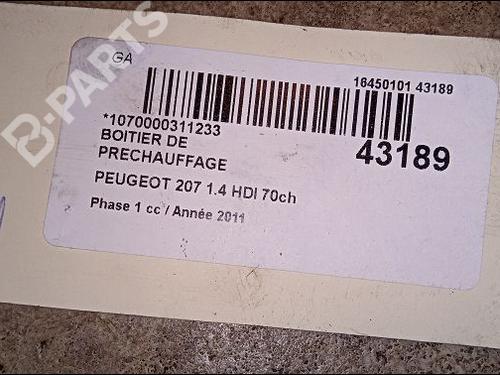 GA
16450101 43189
*1070000311233
BOITIER DE
PRECHAUFFAGE
43189
PEUGEOT 207 1.4 HDI 70ch
Phase 1 cc / Année 2011
B-PARTS